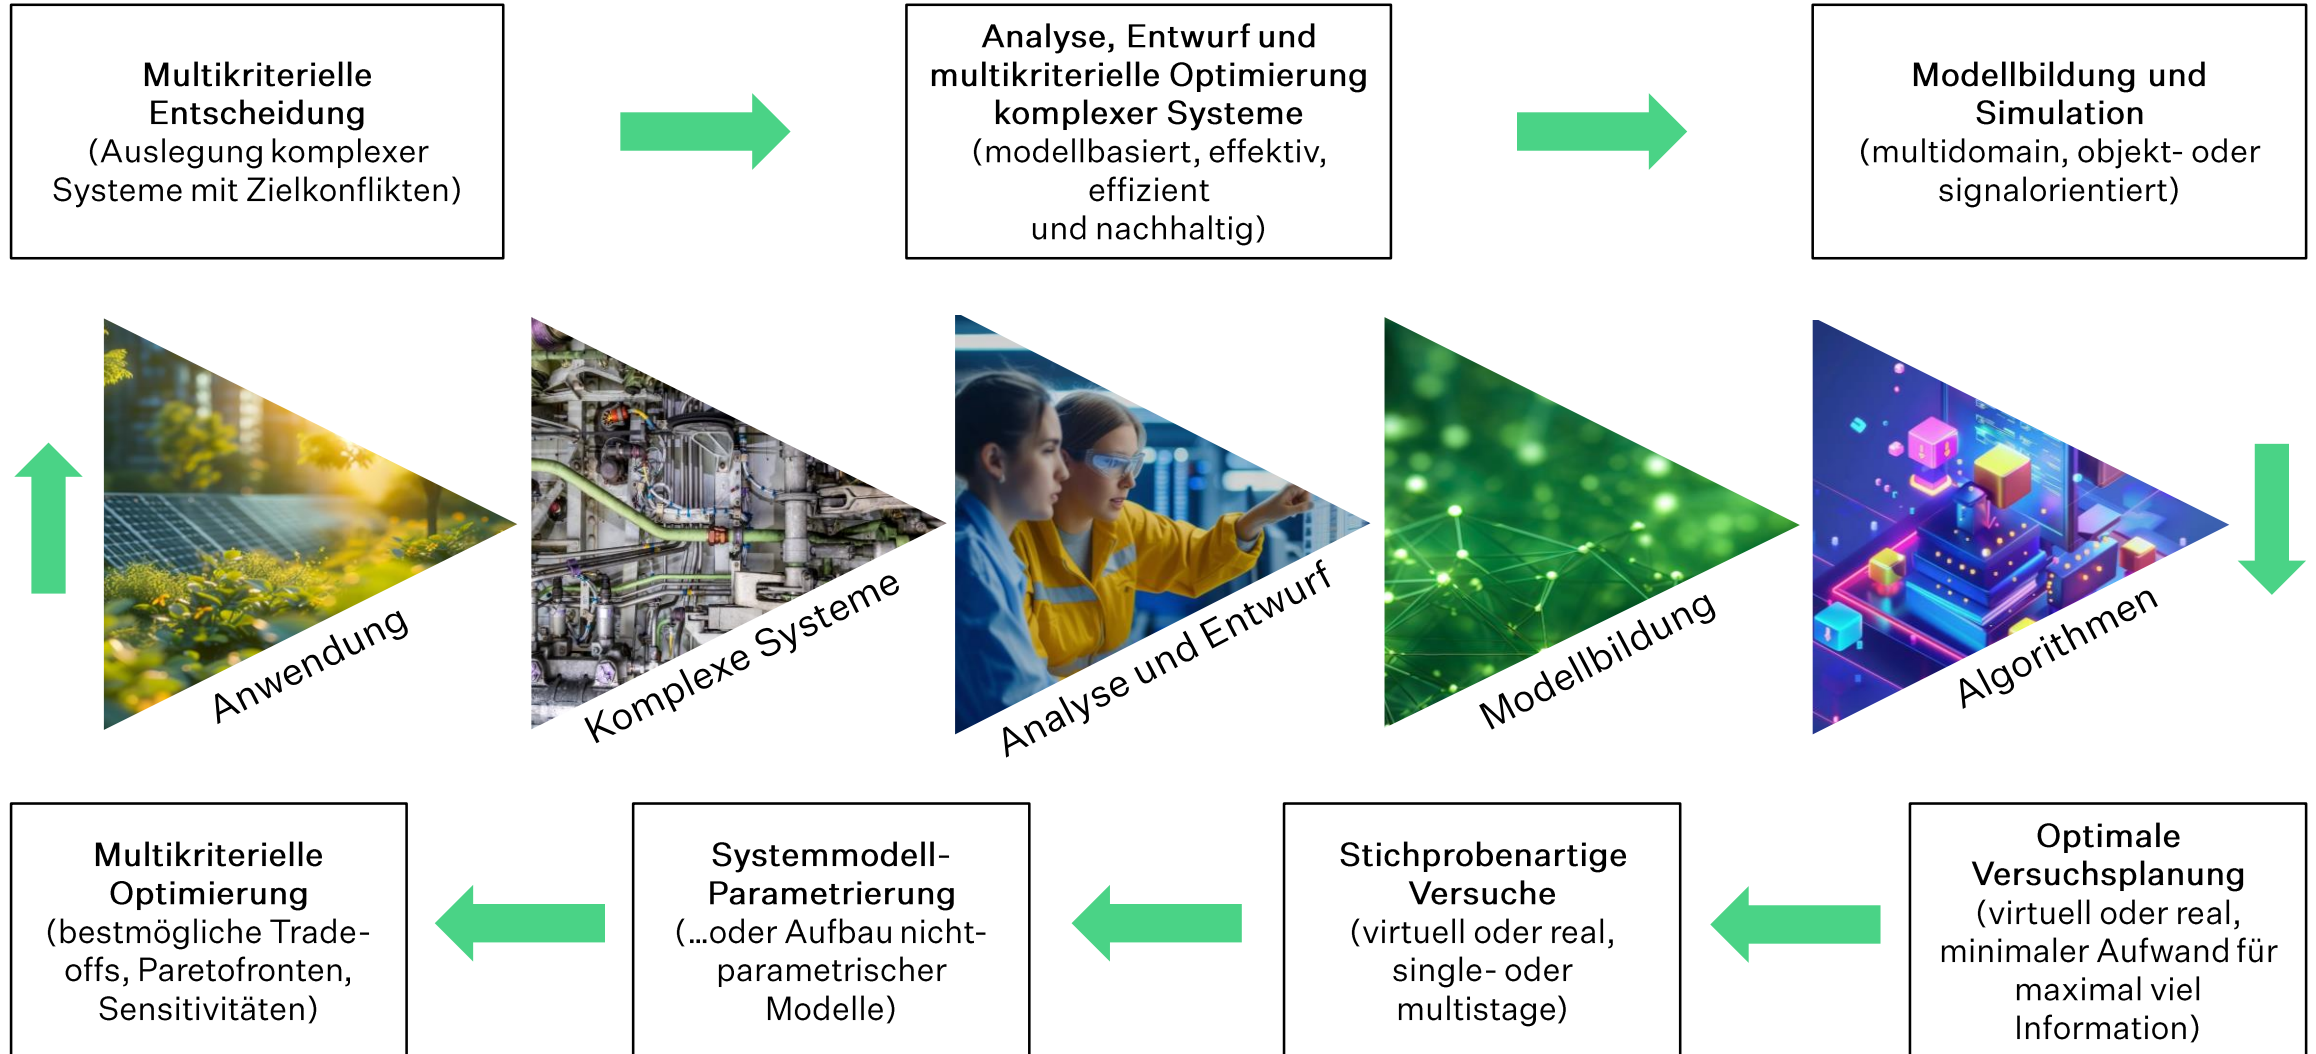 Multikriterielle
Entscheidung
(Auslegung komplexer
Systeme mit Zielkonflikten)
Analyse, Entwurf und
multikriterielle Optimierung
komplexer Systeme
(modellbasiert, effektiv,
effizient
und nachhaltig)
Modellbildung und
Simulation
(multidomain, objekt- oder
signalorientiert)
Anwendung
Komplexe Systeme
Analyse und Entwurf
Modellbildung
Algorithmen
Multikriterielle
Optimierung
(bestmögliche Trade-
offs, Paretofronten,
Sensitivitäten)
Systemmodell-
Parametrierung
(...oder Aufbau nicht-
parametrischer
Modelle)
Stichprobenartige
Versuche
(virtuell oder real,
single- oder
multistage)
Optimale
Versuchsplanung
(virtuell oder real,
minimaler Aufwand für
maximal viel
Information)